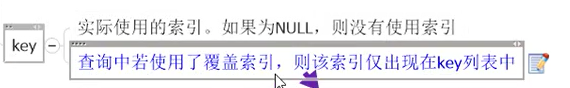 key
实际使用的索引。如果为NULL，则没有使用索引
查询中若使用了覆盖索引，则该索引仅出现在key列表中